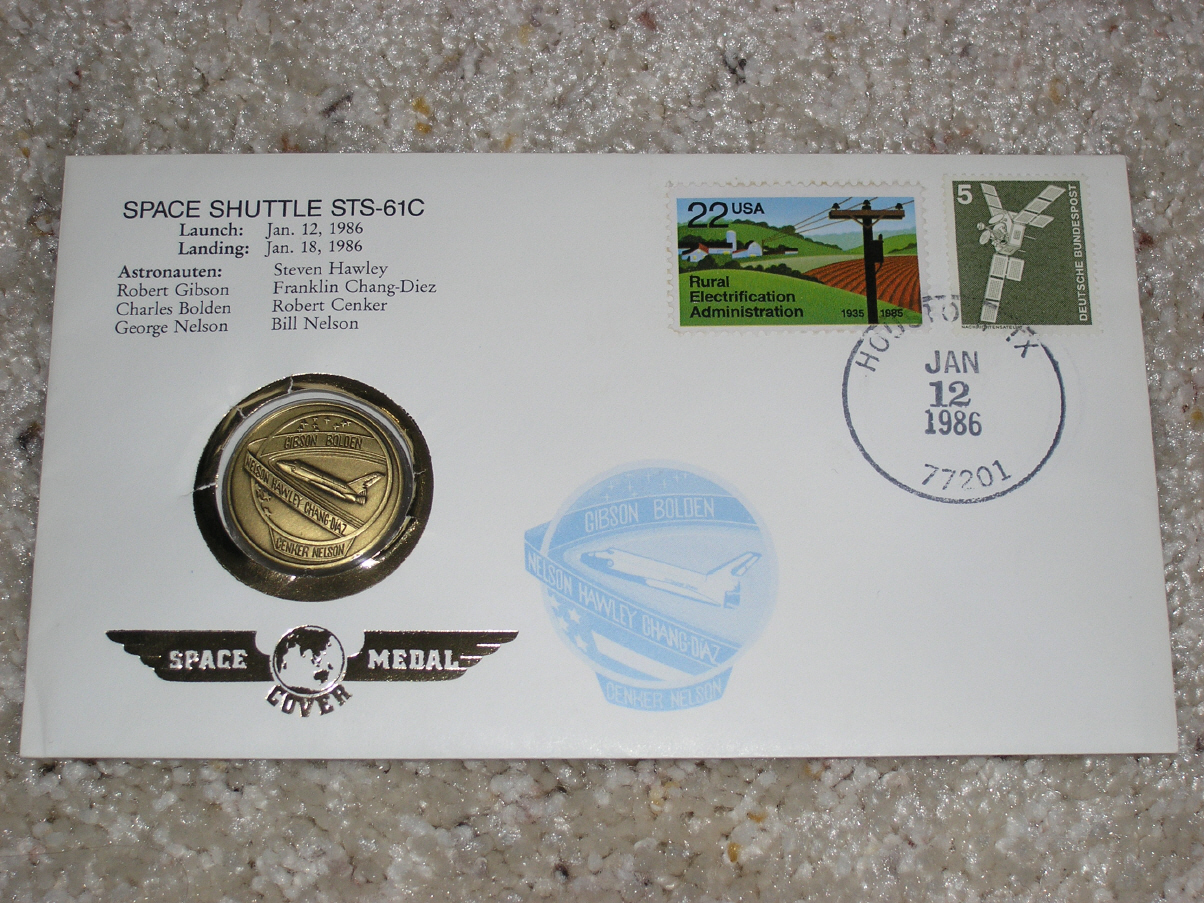 SPACE SHUTTLE STS-61C
Launch: Jan. 12, 1986
Landing: Jan. 18, 1986
Astronauten: Steven Hawley
Robert Gibson Franklin Chang-Diez
Charles Bolden Robert Cenker
George Nelson Bill Nelson
22 USA
Rural
Electrification
Administration
1935 1985
5
DEUTSCHE BUNDESPOST
NACHRICHTENSATELLIT
HOUSTON, TX
JAN
12
1986
77201
GIBSON BOLDEN
NELSON HAWLEY CHANG-DIAZ
CENKER NELSON
GIBSON BOLDEN
NELSON HAWLEY CHANG-DIAZ
CENKER NELSON
SPACE MEDAL
COVER